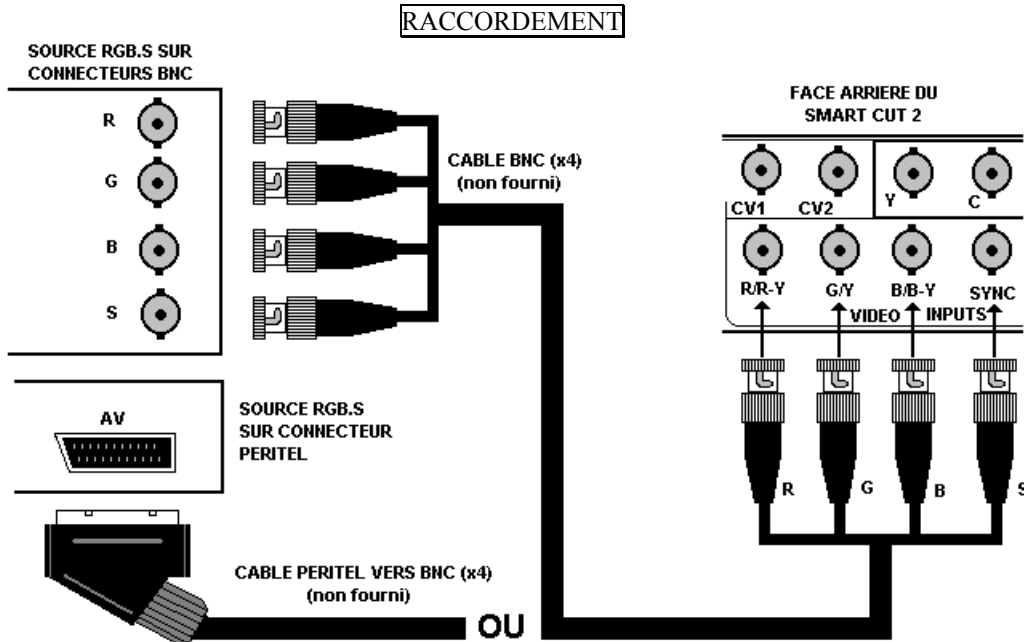 RACCORDEMENT
SOURCE RGB.S SUR
CONNECTEURS BNC
R
G
B
S
CABLE BNC (x4)
(non fourni)
FACE ARRIERE DU
SMART CUT 2
CV1 CV2 Y C
R/R-Y G/Y B/B-Y SYNC
VIDEO INPUTS
R G B S
AV
SOURCE RGB.S
SUR CONNECTEUR
PERITEL
CABLE PERITEL VERS BNC (x4)
(non fourni)
OU